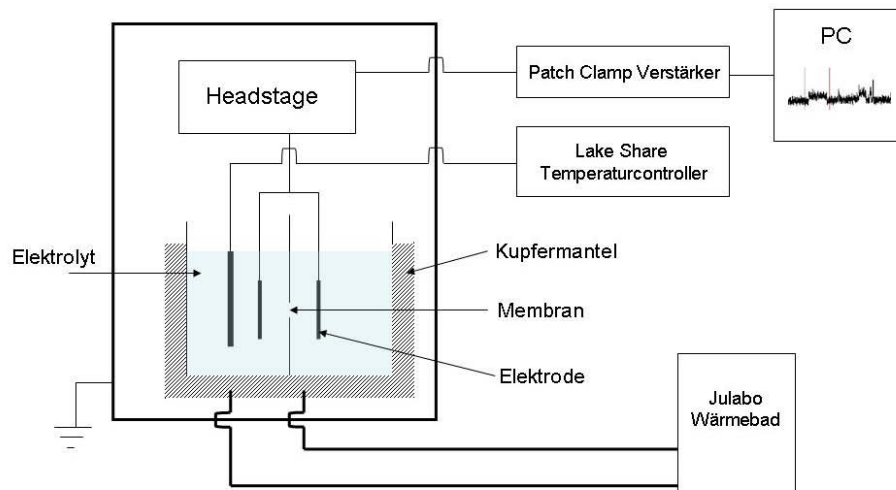 PC
Patch Clamp Verstärker
Headstage
Lake Share
Temperaturcontroller
Elektrolyt
Kupfermantel
Membran
Elektrode
Julabo
Wärmebad